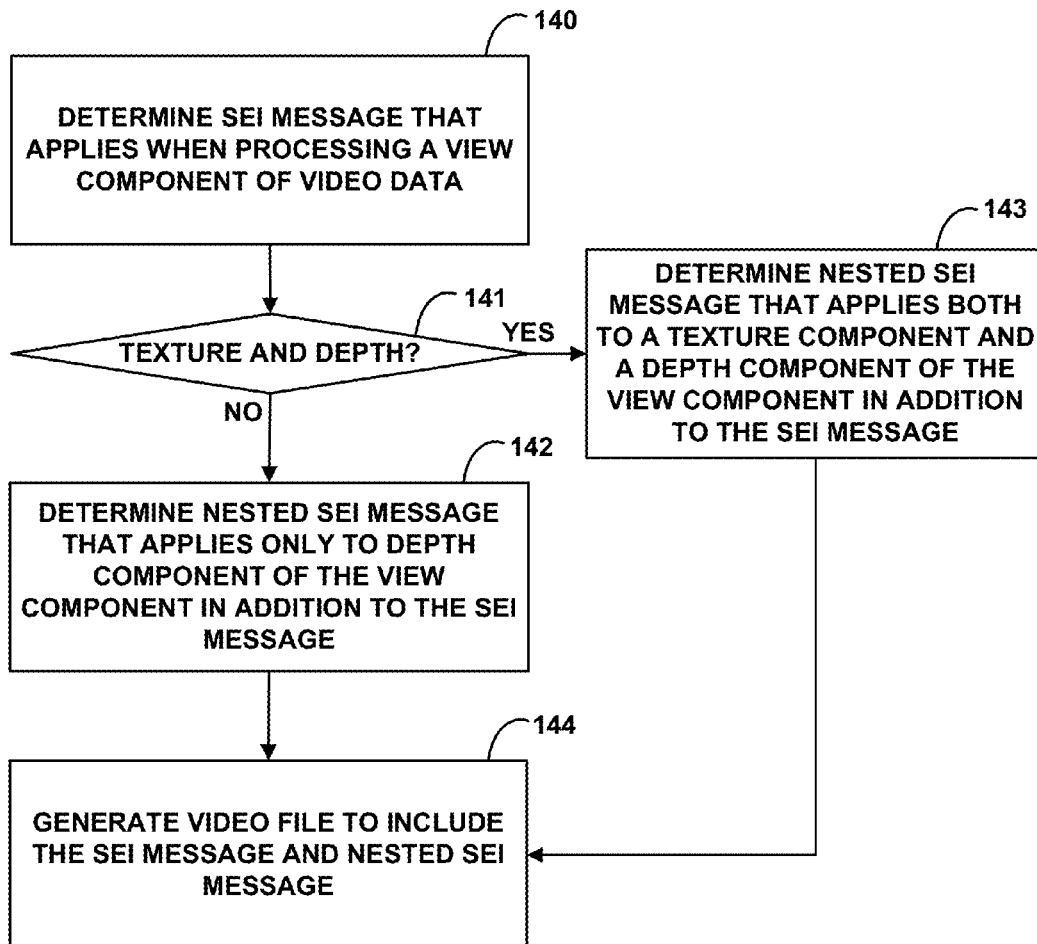 140
DETERMINE SEI MESSAGE THAT
APPLIES WHEN PROCESSING A VIEW
COMPONENT OF VIDEO DATA
141
TEXTURE AND DEPTH?
YES
NO
143
DETERMINE NESTED SEI
MESSAGE THAT APPLIES BOTH
TO A TEXTURE COMPONENT AND
A DEPTH COMPONENT OF THE
VIEW COMPONENT IN ADDITION
TO THE SEI MESSAGE
142
DETERMINE NESTED SEI MESSAGE
THAT APPLIES ONLY TO DEPTH
COMPONENT OF THE VIEW
COMPONENT IN ADDITION TO THE SEI
MESSAGE
144
GENERATE VIDEO FILE TO INCLUDE
THE SEI MESSAGE AND NESTED SEI
MESSAGE